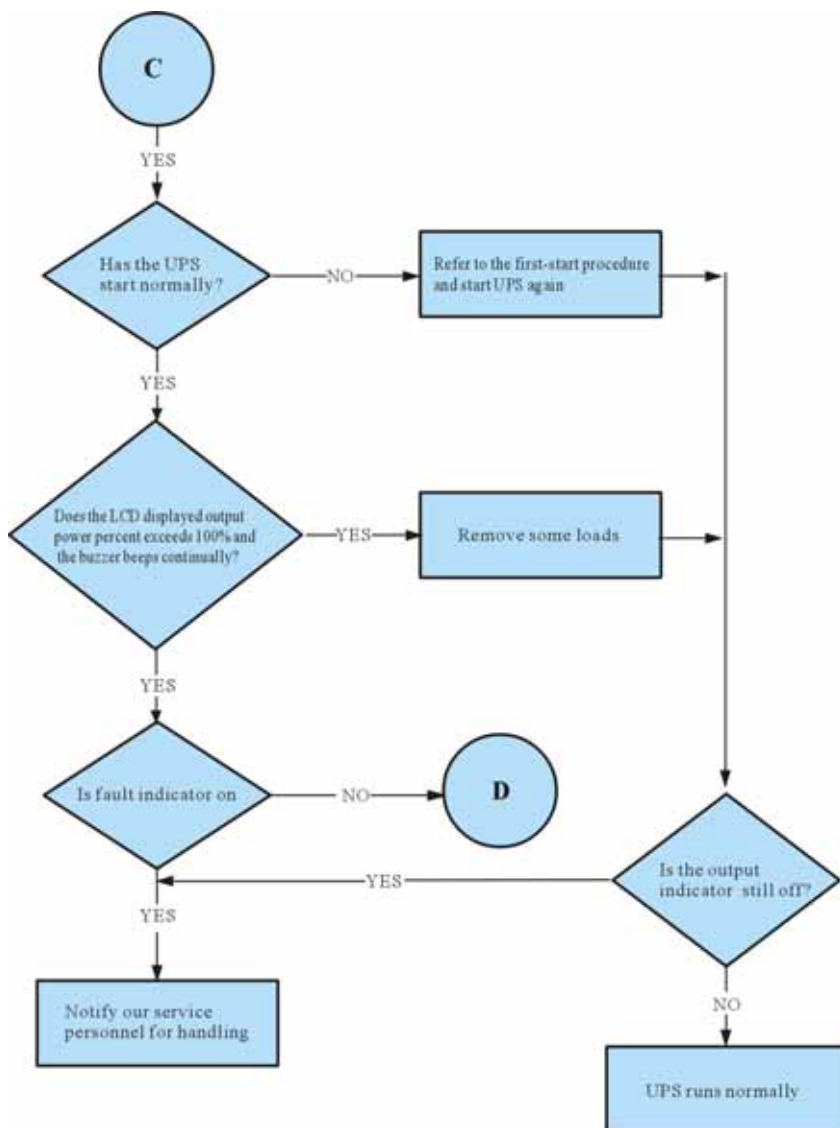 C
YES
Has the UPS
start normally?
NO
Refer to the first-start procedure
and start UPS again
YES
Does the LCD displayed output
power percent exceeds 100% and
the buzzer beeps continually?
YES
Remove some loads
YES
Is fault indicator on
NO
D
Is the output
indicator still off?
YES
YES
Notify our service
personnel for handling
NO
UPS runs normally